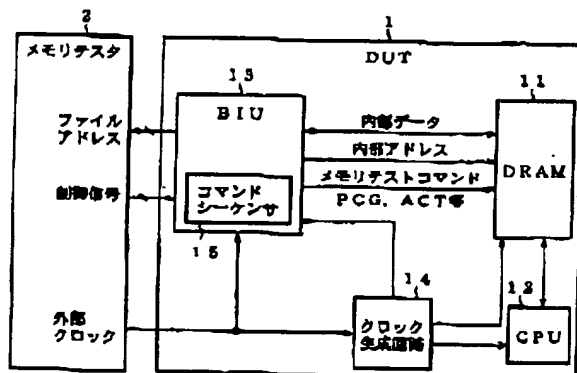 2
メモリテスタ
ファイル
アドレス
制御信号
外部
クロック
1
DUT
13
BIU
コマンド
シーケンサ
15
内部データ
内部アドレス
メモリテストコマンド
PCG, ACT等
11
DRAM
14
クロック
生成回路
12
CPU